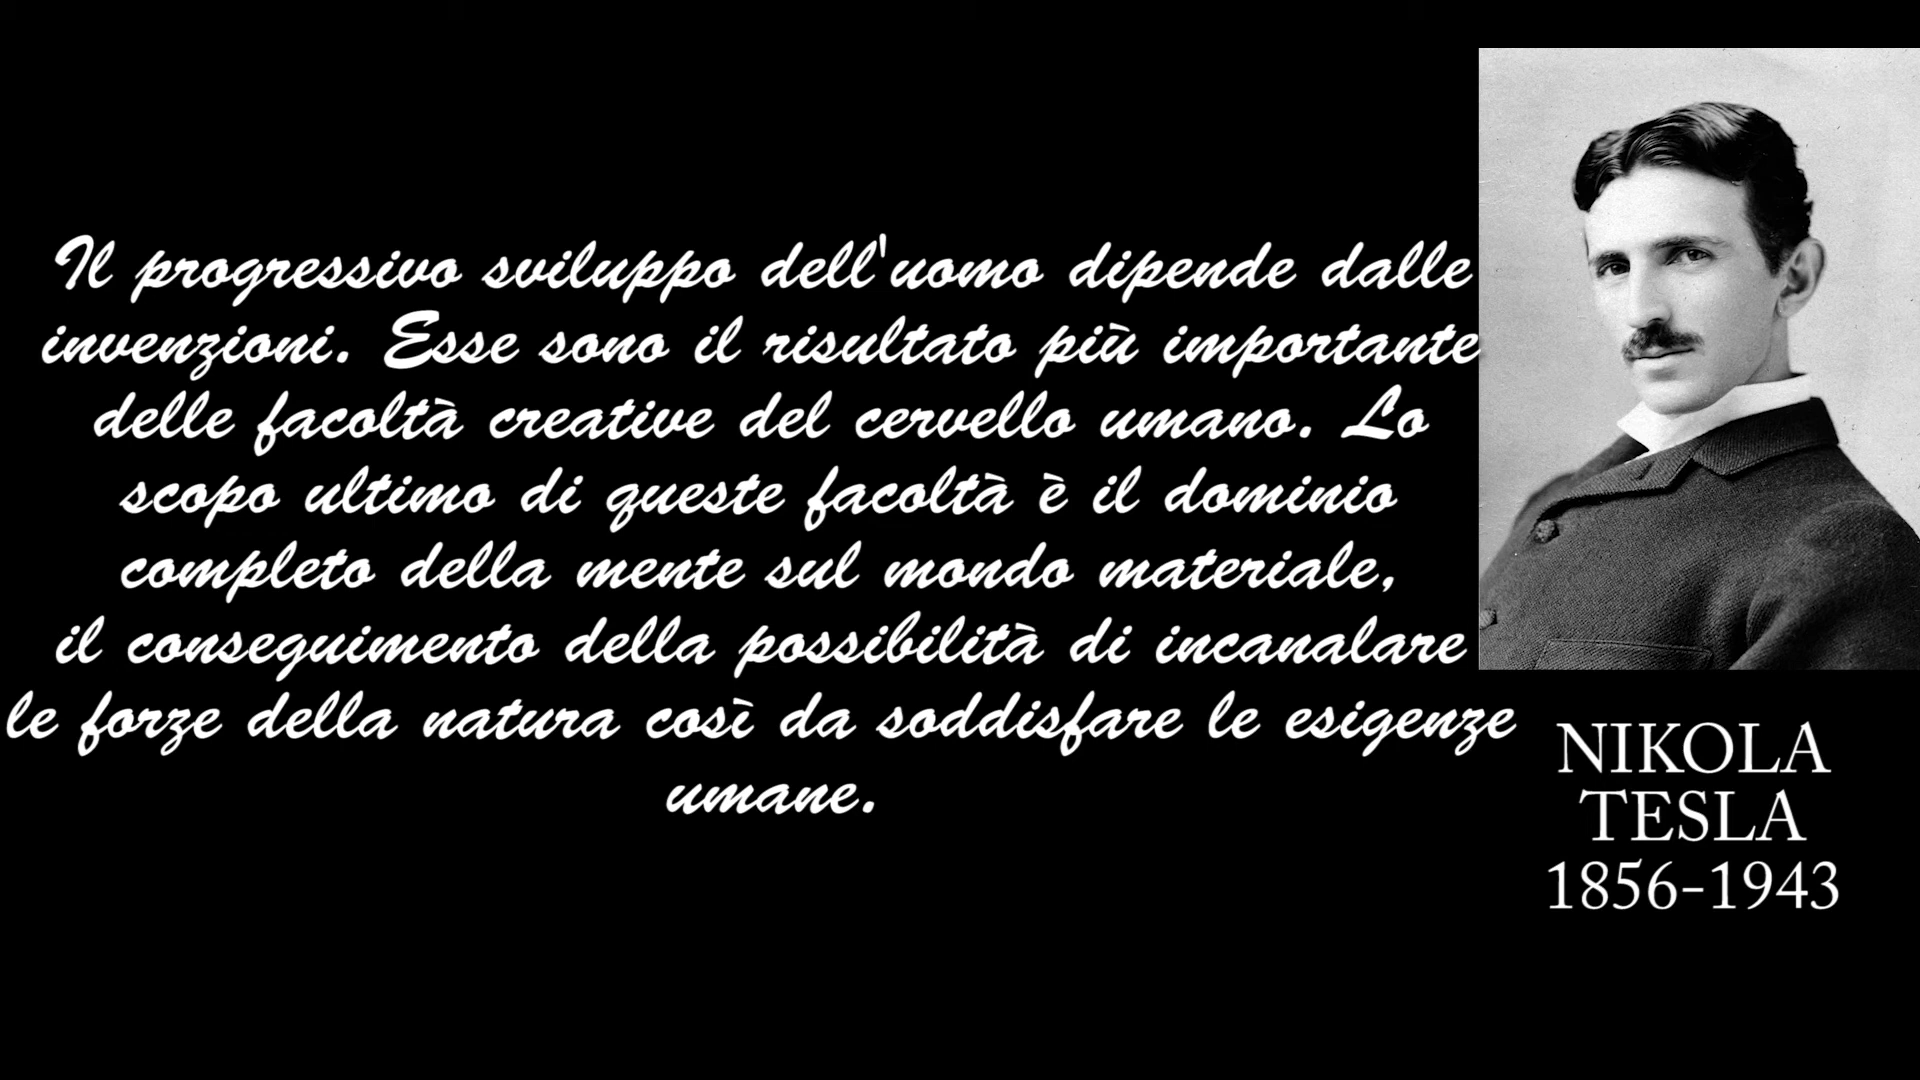 Il progressivo sviluppo dell'uomo dipende dalle
invenzioni. Esse sono il risultato più importante
delle facoltà creative del cervello umano. Lo
scopo ultimo di queste facoltà è il dominio
completo della mente sul mondo materiale,
il conseguimento della possibilità di incanalare
le forze della natura così da soddisfare le esigenze
umane.
NIKOLA
TESLA
1856-1943